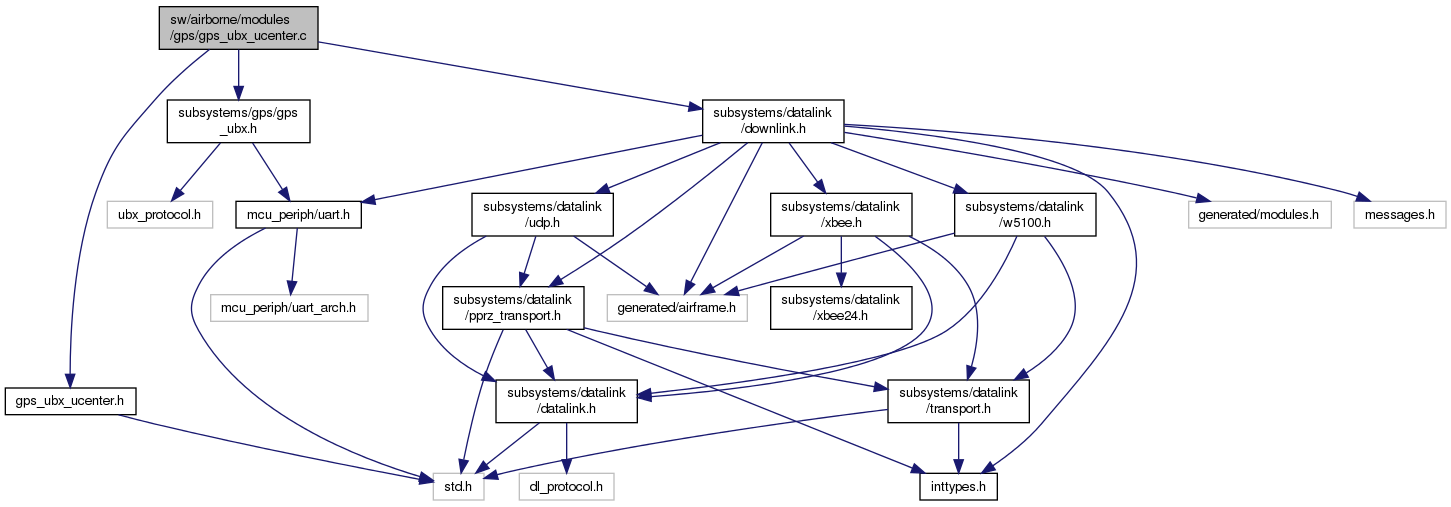 sw/airborne/modules
/gps/gps_ubx_ucenter.c
subsystems/gps/gps
_ubx.h
subsystems/datalink
/downlink.h
ubx_protocol.h
mcu_periph/uart.h
subsystems/datalink
/udp.h
subsystems/datalink
/xbee.h
subsystems/datalink
/w5100.h
generated/modules.h
messages.h
mcu_periph/uart_arch.h
subsystems/datalink
/pprz_transport.h
generated/airframe.h
subsystems/datalink
/xbee24.h
gps_ubx_ucenter.h
subsystems/datalink
/datalink.h
subsystems/datalink
/transport.h
std.h
dl_protocol.h
inttypes.h